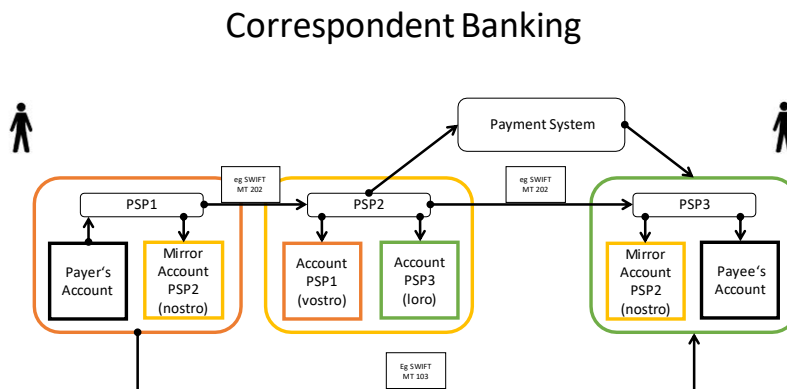 Correspondent Banking
Payment System
eg SWIFT
MT 202
eg SWIFT
MT 202
PSP1
PSP2
PSP3
Payer‘s
Account
Mirror
Account
PSP2
(nostro)
Account
PSP1
(vostro)
Account
PSP3
(loro)
Mirror
Account
PSP2
(nostro)
Payee‘s
Account
Eg SWIFT
MT 103